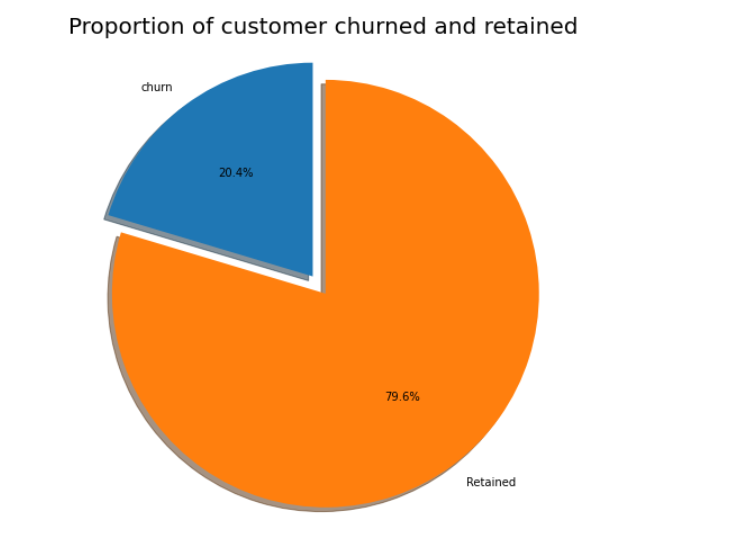 Proportion of customer churned and retained
churn
20.4%
79.6%
Retained